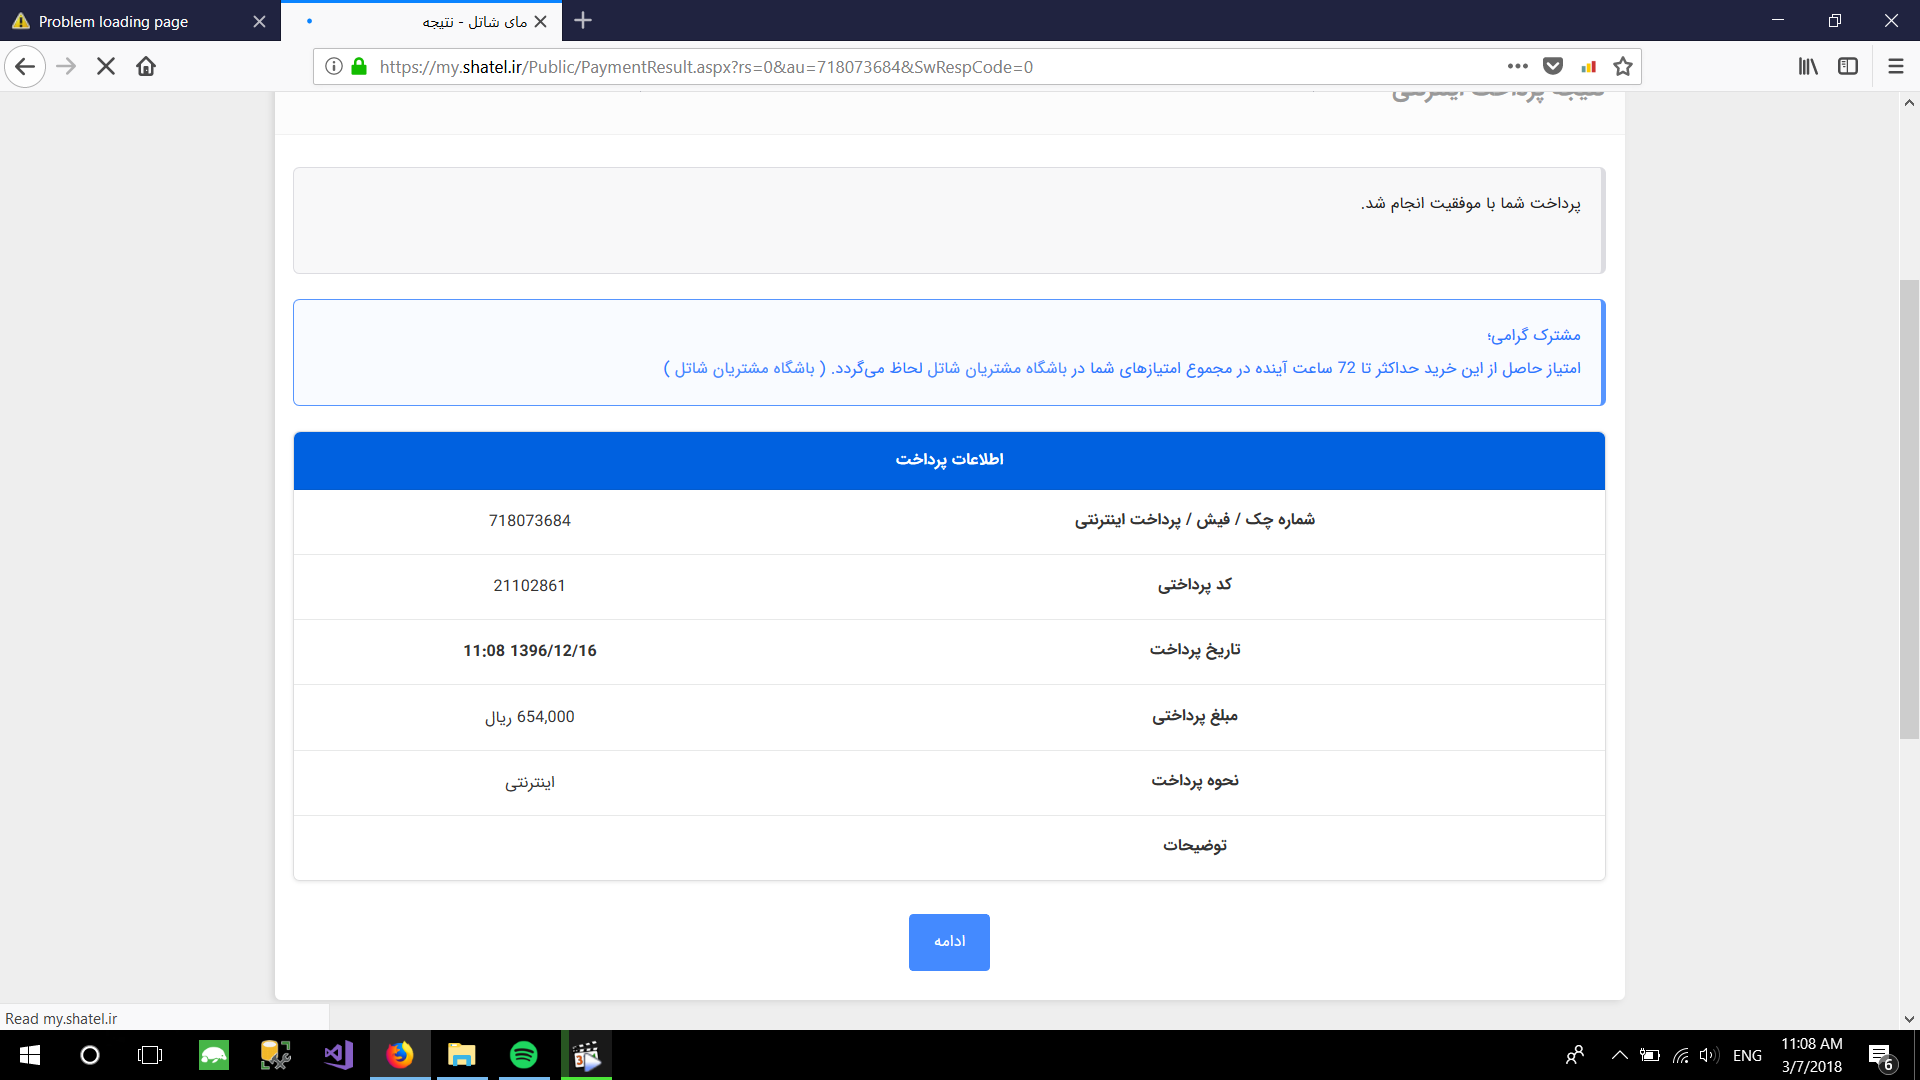 Problem loading page
مای شاتل - نتیجه
https://my.shatel.ir/Public/PaymentResult.aspx?rs=0&au=718073684&SwRespCode=0
نتیجه پرداخت اینترنتی
پرداخت شما با موفقیت انجام شد.
مشترک گرامی؛
امتیاز حاصل از این خرید حداکثر تا 72 ساعت آینده در مجموع امتیازهای شما در باشگاه مشتریان شاتل لحاظ می‌گردد. ( باشگاه مشتریان شاتل )
اطلاعات پرداخت
شماره چک / فیش / پرداخت اینترنتی 718073684
کد پرداختی 21102861
تاریخ پرداخت 1396/12/16 11:08
مبلغ پرداختی 654,000 ریال
نحوه پرداخت اینترنتی
توضیحات
ادامه
Read my.shatel.ir
ENG
11:08 AM
3/7/2018
6